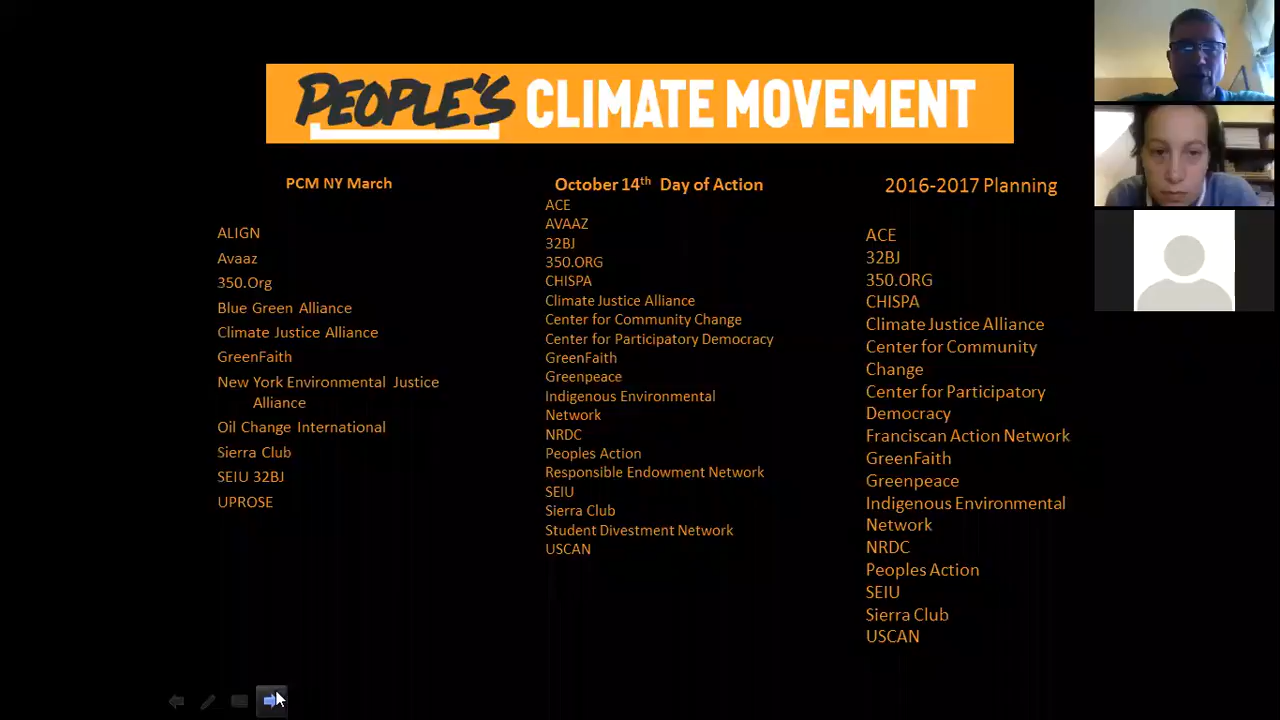 PEOPLE'S CLIMATE MOVEMENT
PCM NY March
ALIGN
Avaaz
350.Org
Blue Green Alliance
Climate Justice Alliance
GreenFaith
New York Environmental Justice
Alliance
Oil Change International
Sierra Club
SEIU 32BJ
UPROSE
October 14th Day of Action
ACE
AVAAZ
32BJ
350.ORG
CHISPA
Climate Justice Alliance
Center for Community Change
Center for Participatory Democracy
GreenFaith
Greenpeace
Indigenous Environmental
Network
NRDC
Peoples Action
Responsible Endowment Network
SEIU
Sierra Club
Student Divestment Network
USCAN
2016-2017 Planning
ACE
32BJ
350.ORG
CHISPA
Climate Justice Alliance
Center for Community
Change
Center for Participatory
Democracy
Franciscan Action Network
GreenFaith
Greenpeace
Indigenous Environmental
Network
NRDC
Peoples Action
SEIU
Sierra Club
USCAN